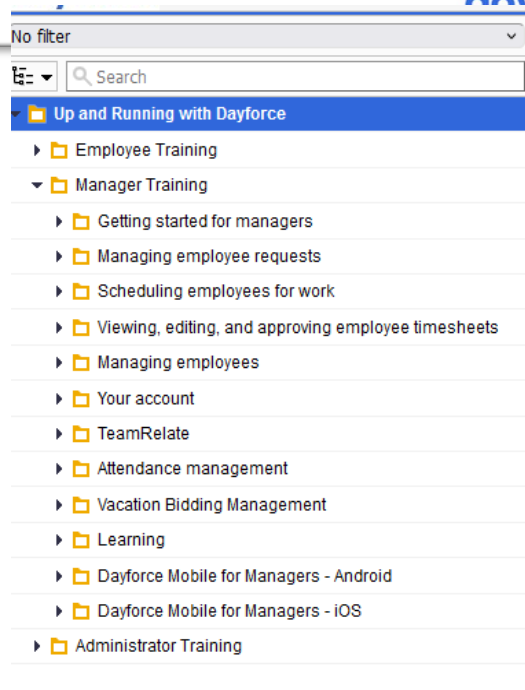 No filter
Search
Up and Running with Dayforce
Employee Training
Manager Training
Getting started for managers
Managing employee requests
Scheduling employees for work
Viewing, editing, and approving employee timesheets
Managing employees
Your account
TeamRelate
Attendance management
Vacation Bidding Management
Learning
Dayforce Mobile for Managers - Android
Dayforce Mobile for Managers - iOS
Administrator Training